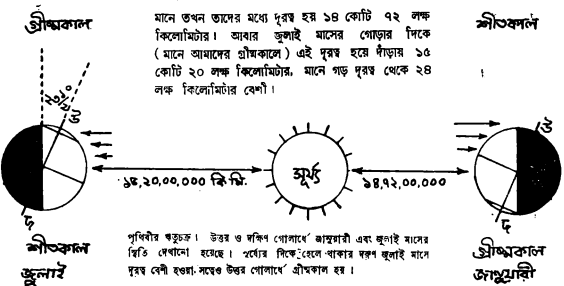 গ্রীষ্মকাল
মানে তখন তাদের মধ্যে দূরত্ব হয় ১৪ কোটি ৭২ লক্ষ
কিলোমিটার। আবার জুলাই মাসের গোড়ার দিকে
(মানে আমাদের গ্রীষ্মকালে) এই দূরত্ব হয়ে দাঁড়ায় ১৫
কোটি ২০ লক্ষ কিলোমিটার, মানে গড় দূরত্ব থেকে ২৪
লক্ষ কিলোমিটার বেশী।
শীতকাল
উ
উ
সূর্য্য
১৫,২০,০০,০০০ কি.মি.
১৪,৭২,০০,০০০
দ
দ
শীতকাল
জুলাই
পৃথিবীর ঋতুচক্র। উত্তর ও দক্ষিণ গোলার্ধে জানুয়ারী এবং জুলাই মাসের
স্থিতি দেখানো হয়েছে। সূর্যের দিকে হেলে থাকার দরুণ জুলাই মাসে
দূরত্ব বেশী হওয়া সত্বেও উত্তর গোলার্ধে গ্রীষ্মকাল হয়।
গ্রীষ্মকাল
জানুয়ারী